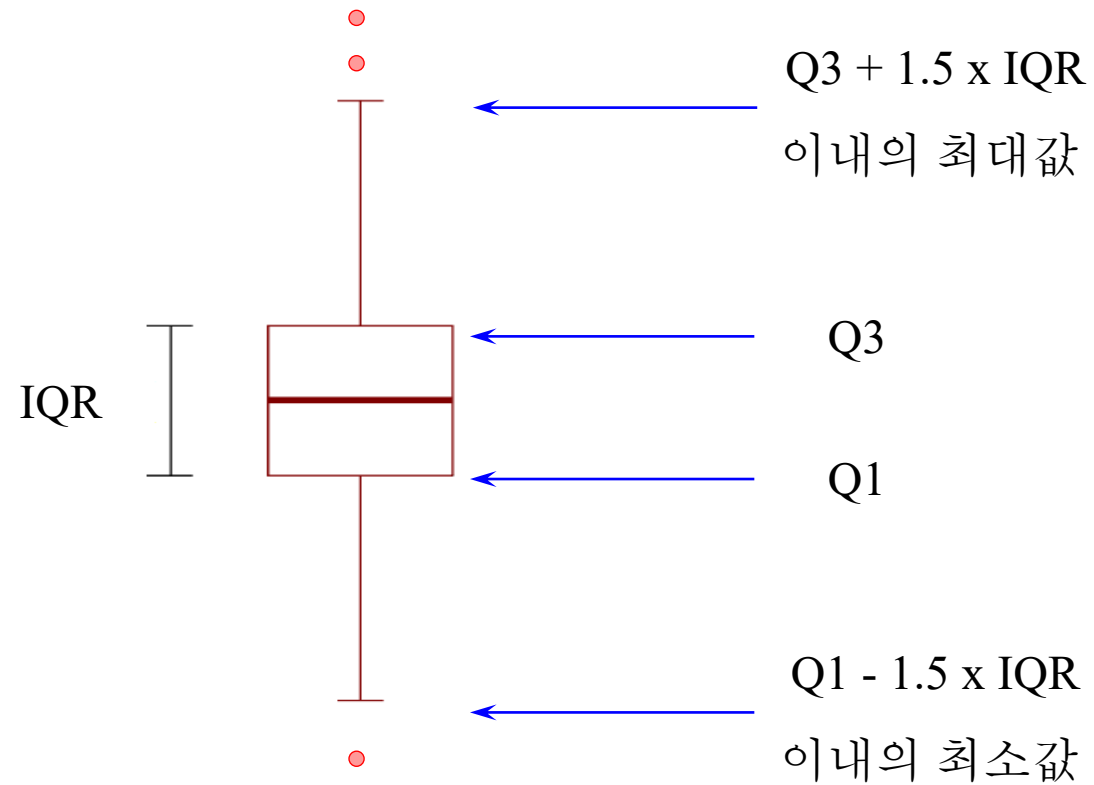 Q3 + 1.5 x IQR
이내의 최대값
Q3
IQR
Q1
Q1 - 1.5 x IQR
이내의 최소값